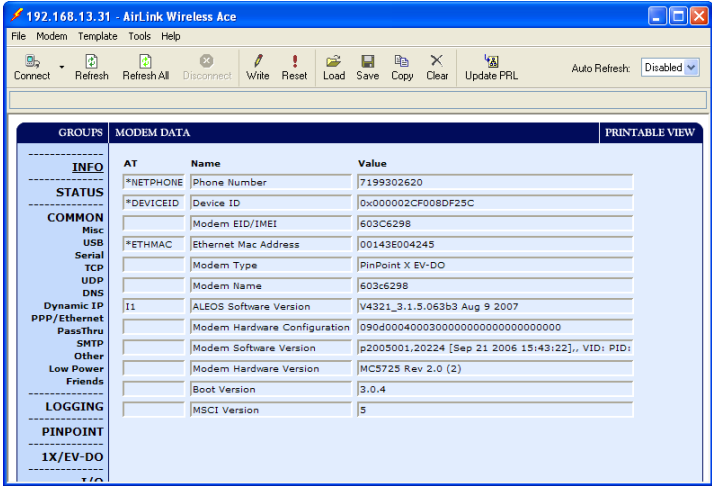 192.168.13.31 - AirLink Wireless Ace
File Modem Template Tools Help
Connect Refresh Refresh All Disconnect Write Reset Load Save Copy Clear Update PRL Auto Refresh: Disabled
GROUPS MODEM DATA PRINTABLE VIEW
INFO
STATUS
COMMON
Misc
USB
Serial
TCP
UDP
DNS
Dynamic IP
PPP/Ethernet
PassThru
SMTP
Other
Low Power
Friends
LOGGING
PINPOINT
1X/EV-DO
I/O
AT Name Value
*NETPHONE Phone Number 7199302620
*DEVICEID Device ID 0x000002CF008DF25C
Modem EID/IMEI 603C6298
*ETHMAC Ethernet Mac Address 00143E004245
Modem Type PinPoint X EV-DO
Modem Name 603c6298
I1 ALEOS Software Version V4321_3.1.5.063b3 Aug 9 2007
Modem Hardware Configuration 090d0004000300000000000000000000
Modem Software Version p2005001,20224 [Sep 21 2006 15:43:22],, VID: PID:
Modem Hardware Version MC5725 Rev 2.0 (2)
Boot Version 3.0.4
MSCI Version 5